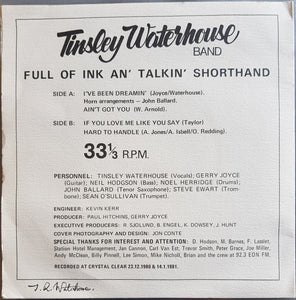 Tinsley Waterhouse
BAND
FULL OF INK AN' TALKIN' SHORTHAND
SIDE A: I'VE BEEN DREAMIN' (Joyce/Waterhouse).
Horn arrangements – John Ballard.
AIN'T GOT YOU (W. Arnold).
SIDE B: IF YOU LOVE ME LIKE YOU SAY (Taylor)
HARD TO HANDLE (A. Jones/A. Isbell/O. Redding).
33⅓ R.P.M.
PERSONNEL: TINSLEY WATERHOUSE (Vocals); GERRY JOYCE
(Guitar); NEIL HODGSON (Bass); NOEL HERRIDGE (Drums);
JOHN BALLARD (Tenor Saxophone); STEVE EWART (Trom-
bone); SEAN O'SULLIVAN (Trumpet).
ENGINEER: KEVIN KERR
PRODUCER: PAUL HITCHINS, GERRY JOYCE
EXECUTIVE PRODUCERS: R. SJOLUND, B. ENGEL, K. DOWSEY, J. HUNT
COVER PHOTOGRAPHY AND DESIGN: JON CONTE
SPECIAL THANKS FOR INTEREST AND ATTENTION: D. Hodson, M. Barnes, F. Lasslet,
Station Hotel Management, Jan Cannon, Carl Van Est, Trevor Smith, Peter Grace, Joe Miller,
Andy McClean, Billy Pinnell, Lee Simon, Mike Nicholl, Brian and the crew at 92.3 EON FM.
RECORDED AT CRYSTAL CLEAR 23.12.1980 & 14.1.1981.